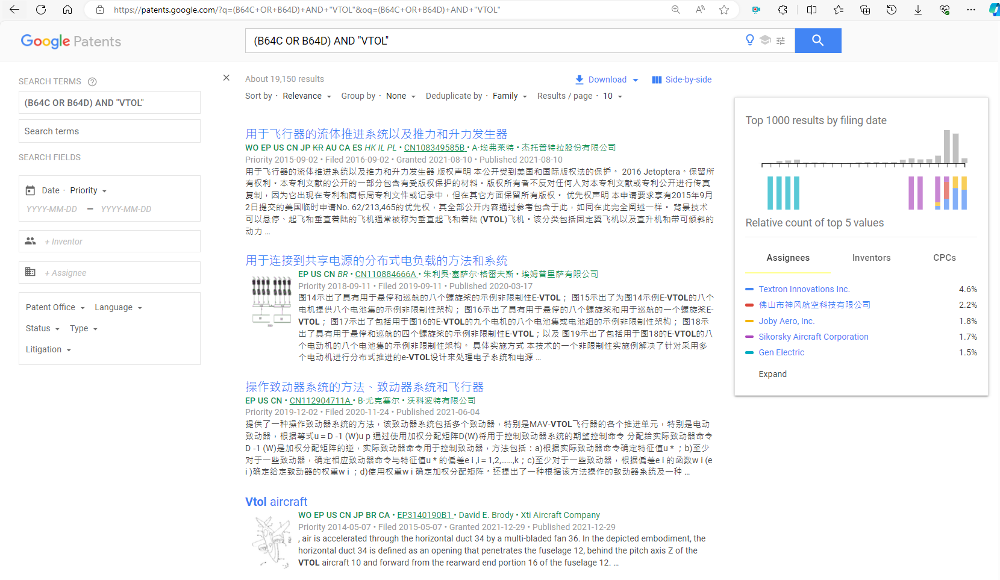 https://patents.google.com/?q=(B64C+OR+B64D)+AND+"VTOL"&oq=(B64C+OR+B64D)+AND+"VTOL"
Google Patents
(B64C OR B64D) AND "VTOL"
SEARCH TERMS
(B64C OR B64D) AND "VTOL"
Search terms
SEARCH FIELDS
Date · Priority
YYYY-MM-DD — YYYY-MM-DD
+ Inventor
+ Assignee
Patent Office Language
Status Type
Litigation
About 19,150 results
Download Side-by-side
Sort by · Relevance Group by · None Deduplicate by · Family Results / page · 10
用于飞行器的流体推进系统以及推力和升力发生器
WO EP US CN JP KR AU CA ES HK IL PL • CN108349585B • A·埃弗莱特 • 杰托普特拉股份有限公司
Priority 2015-09-02 • Filed 2016-09-02 • Granted 2021-08-10 • Published 2021-08-10
用于飞行器的流体推进系统以及推力和升力发生器 版权声明 本公开受到美国和国际版权法的保护。 2016 Jetoptera。保留所
有权利。本专利文献的公开的一部分包含有受版权保护的材料。版权所有者不反对任何人对本专利文献或专利公开进行传真
复制，因为它出现在专利和商标局专利文件或记录中，但在其它方面保留所有版权。 优先权声明 本申请要求享有2015年9月
2日提交的美国临时申请No. 62/213,465的优先权，其全部公开内容通过参考包含于此，如同在此完全阐述一样。 背景技术
可以悬停、起飞和垂直着陆的飞机通常被称为垂直起飞和着陆 (VTOL)飞机。该分类包括固定翼飞机以及直升机和带可倾斜的
动力 ...
用于连接到共享电源的分布式电负载的方法和系统
EP US CN BR • CN110884666A • 朱利奥·塞萨尔·格雷夫斯 • 埃姆普里萨有限公司
Priority 2018-09-11 • Filed 2019-09-11 • Published 2020-03-17
图14示出了具有用于悬停和巡航的八个螺旋桨的示例非限制性E-VTOL； 图15示出了为图14示例E-VTOL的八个
电机提供八个电池集的示例非限制性架构； 图16示出了具有用于悬停的八个螺旋桨和用于巡航的一个螺旋桨E-
VTOL； 图17示出了包括用于图16的E-VTOL的九个电机的八个电池集或电池组的示例非限制性架构； 图18示
出了具有用于悬停和巡航的四个螺旋桨的示例非限制性E-VTOL；以及 图19示出了包括用于图18的E-VTOL的八
个电动机的八个电池集的示例非限制性架构。 具体实施方式 本技术的一个非限制性实施例解决了针对采用多
个电动机进行分布式推进的e-VTOL设计来处理电子系统和电源 ...
操作致动器系统的方法、致动器系统和飞行器
EP US CN • CN112904711A • B·尤克塞尔 • 沃科波特有限公司
Priority 2019-12-02 • Filed 2020-11-24 • Published 2021-06-04
提供了一种操作致动器系统的方法，该致动器系统包括多个致动器，特别是MAV-VTOL飞行器的各个推进单元，特别是电动
致动器，根据等式u＝D -1 (W)u p 通过使用加权分配矩阵D(W)将用于控制致动器系统的期望控制命令 分配给实际致动器命令
D -1 (W)是加权分配矩阵的逆，实际致动器命令用于控制致动器，方法包括：a)根据实际致动器命令确定特征值u *；b)至少
对于一些致动器，确定相应致动器命令与特征值u * 的偏差e i ,i＝1,2,……,k；c)至少对于一些致动器，根据偏差e i 的函数w i (e
i )确定给定致动器的权重w i ；d)使用权重w i 确定加权分配矩阵。还提出了一种根据该方法操作的致动器系统及一种 ...
Vtol aircraft
WO EP US CN JP BR CA • EP3140190B1 • David E. Brody • Xti Aircraft Company
Priority 2014-05-07 • Filed 2015-05-07 • Granted 2021-12-29 • Published 2021-12-29
, air is accelerated through the horizontal duct 34 by a multi-bladed fan 36. In the depicted embodiment, the
horizontal duct 34 is defined as an opening that penetrates the fuselage 12, behind the pitch axis Z of the
VTOL aircraft 10 and forward from the rearward end portion 16 of the fuselage 12. ...
Top 1000 results by filing date
Relative count of top 5 values
Assignees Inventors CPCs
Textron Innovations Inc. 4.6%
佛山市神风航空科技有限公司 2.2%
Joby Aero, Inc. 1.8%
Sikorsky Aircraft Corporation 1.7%
Gen Electric 1.5%
Expand